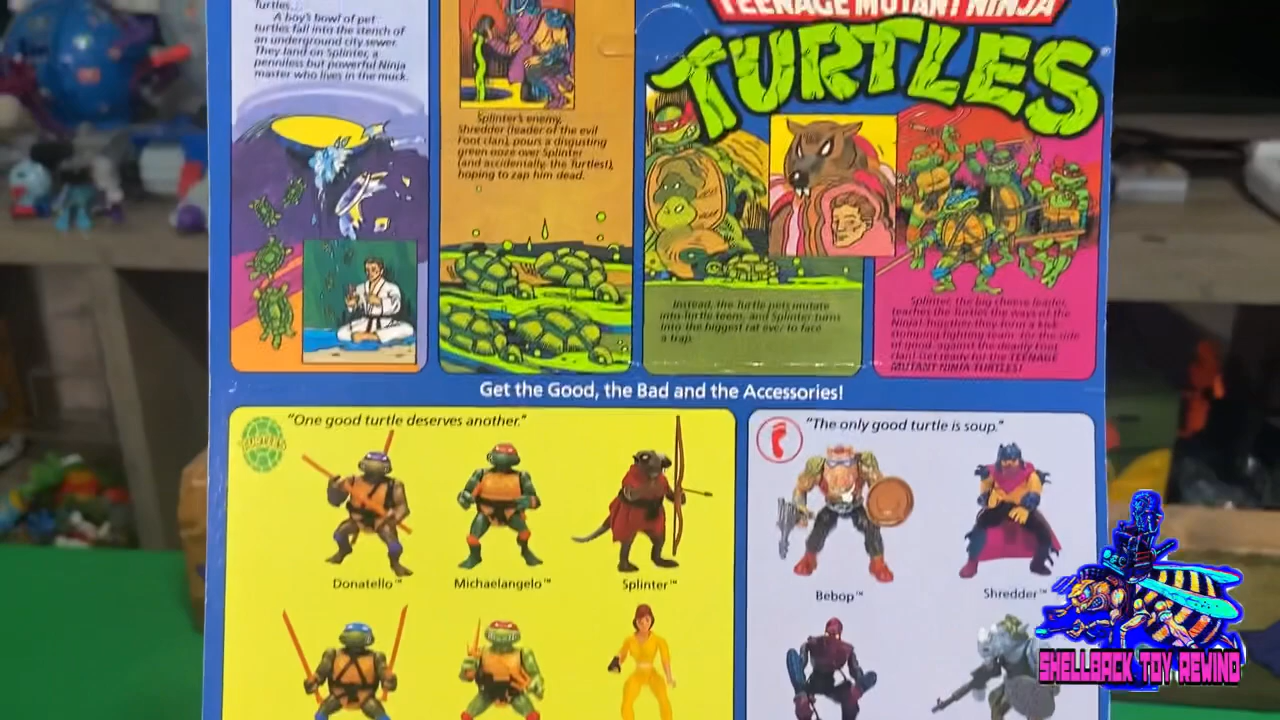 Turtles...
A boy's bowl of pet
turtles fall into the stench of
an underground city sewer.
They land on Splinter, a
penniless but powerful Ninja
master who lives in the muck.
Splinter's enemy,
Shredder (leader of the evil
Foot clan), pours a disgusting
green ooze over Splinter
(and accidentally, the Turtles!),
hoping to zap him dead.
TEENAGE MUTANT NINJA
TURTLES®
Instead, the turtle pets mutate
into turtle teens, and Splinter turns
into the biggest rat ever to face
a trap.
Splinter, the big cheese leader,
teaches the Turtles the ways of the
Ninja! Together they form a kick
fighting team for the side
of good against the deadly Foot
clan! Get ready for the TEENAGE
MUTANT NINJA TURTLES!
Get the Good, the Bad and the Accessories!
"One good turtle deserves another."
TURTLES
Donatello™
Michaelangelo™
Splinter™
"The only good turtle is soup."
Bebop™
Shredder™
SHELLBACK TOY REWIND